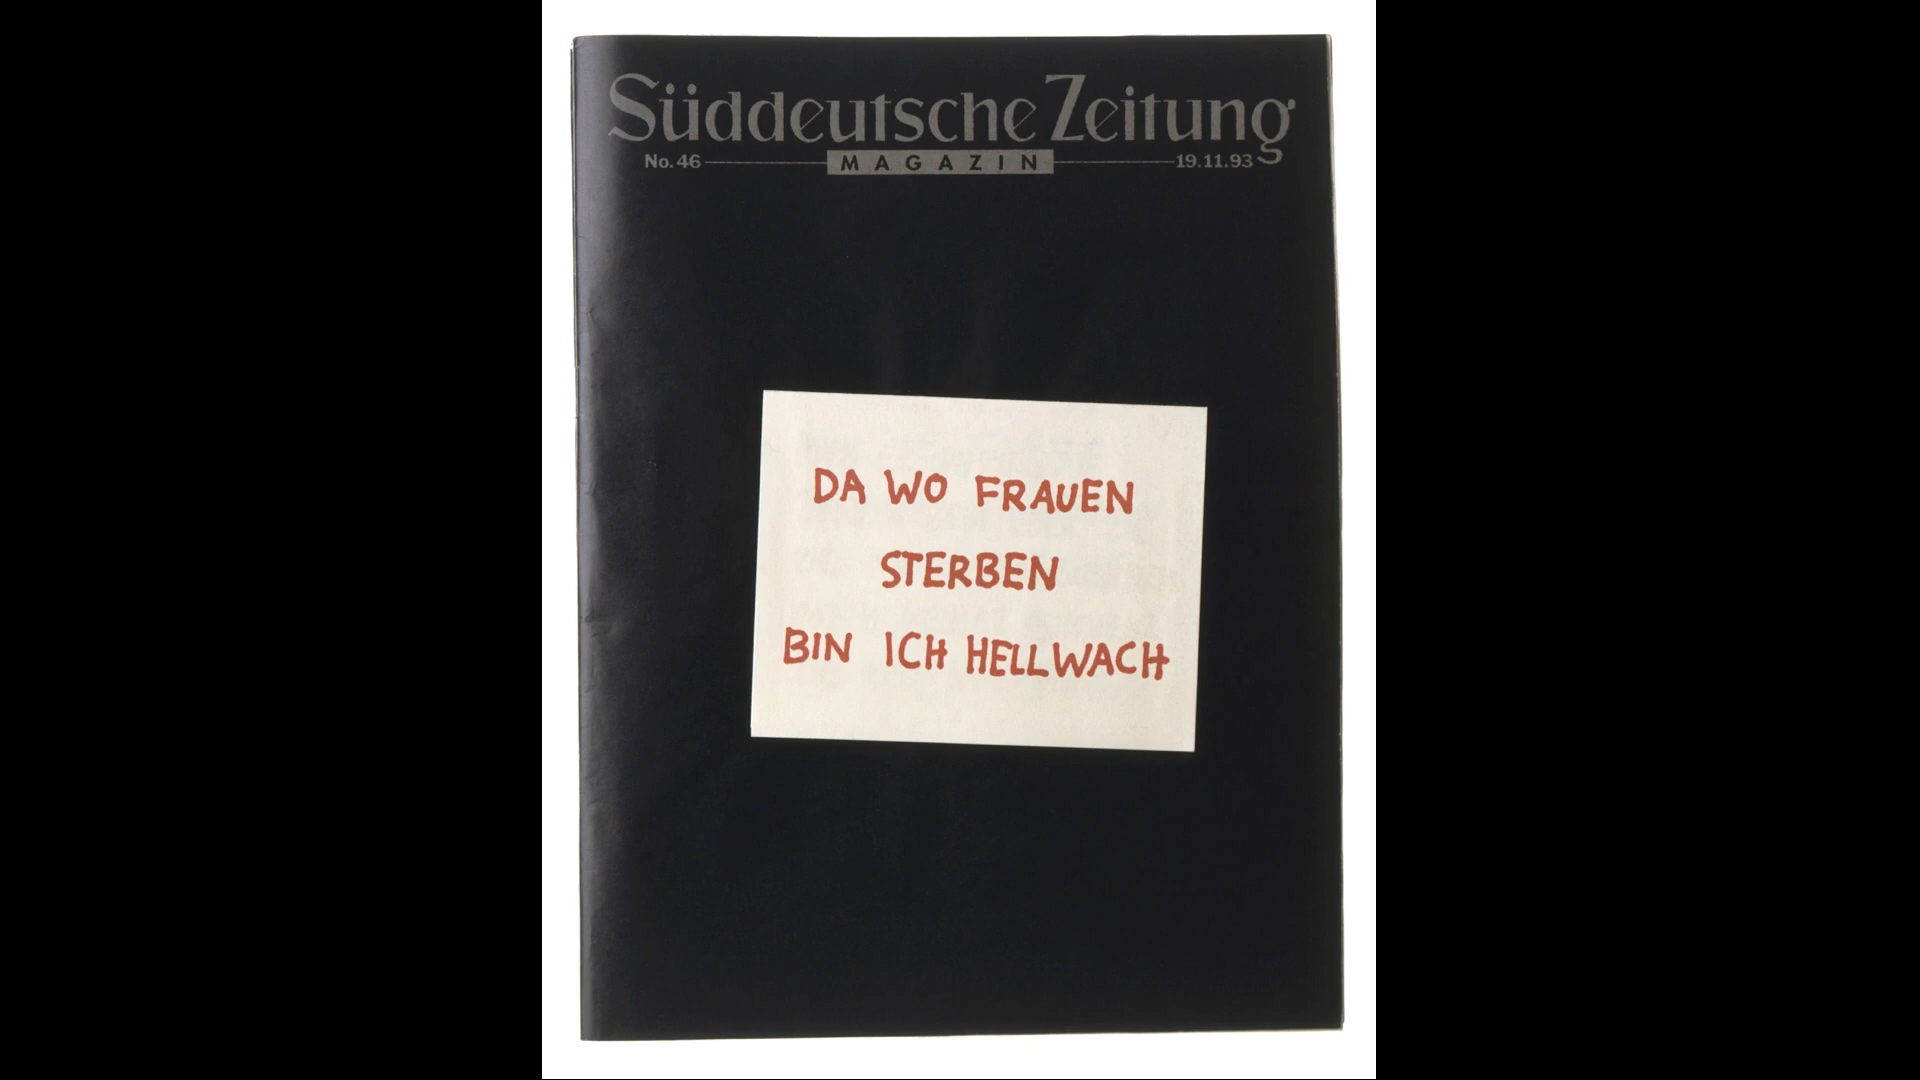 Süddeutsche Zeitung
No. 46 MAGAZIN 19.11.93
DA WO FRAUEN
STERBEN
BIN ICH HELLWACH